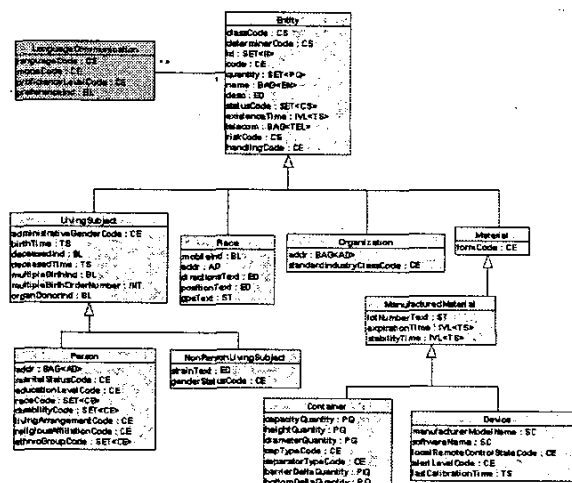 Entity
classCode : CS
determinerCode : CS
id : SET<II>
code : CE
quantity : SET<PQ>
name : BAG<EN>
desc : ED
statusCode : SET<CS>
existenceTime : IVL<TS>
telecom : BAG<TEL>
riskCode : CS
handlingCode : CE
LanguageCommunication
languageCode : CE
modeCode : CE
proficiencyLevelCode : CE
preferenceInd : BL
LivingSubject
administrativeGenderCode : CE
birthTime : TS
deceasedInd : BL
deceasedTime : TS
multipleBirthInd : BL
multipleBirthOrderNumber : INT
organDonorInd : BL
mobileInd : BL
addr : AD
directionsText : ED
positionText : ED
gpsText : ST
Organization
addr : BAG<AD>
standardIndustryClassCode : CE
Material
formCode : CE
ManufacturedMaterial
lotNumberText : ST
expirationTime : IVL<TS>
stabilityTime : IVL<TS>
Person
addr : BAG<AD>
maritalStatusCode : CE
educationLevelCode : CE
raceCode : SET<CE>
disabilityCode : SET<CE>
livingArrangementCode : CE
religiousAffiliationCode : CE
ethnicGroupCode : SET<CE>
NonPersonLivingSubject
strainText : ED
genderStatusCode : CE
Container
capacityQuantity : PQ
heightQuantity : PQ
diameterQuantity : PQ
capTypeCode : CE
separatorTypeCode : CE
barrierDeltaQuantity : PQ
bottomDeltaQuantity : PQ
Device
manufacturerModelName : SC
softwareName : SC
localRemoteControlStateCode : CE
alertLevelCode : CE
lastCalibrationTime : TS